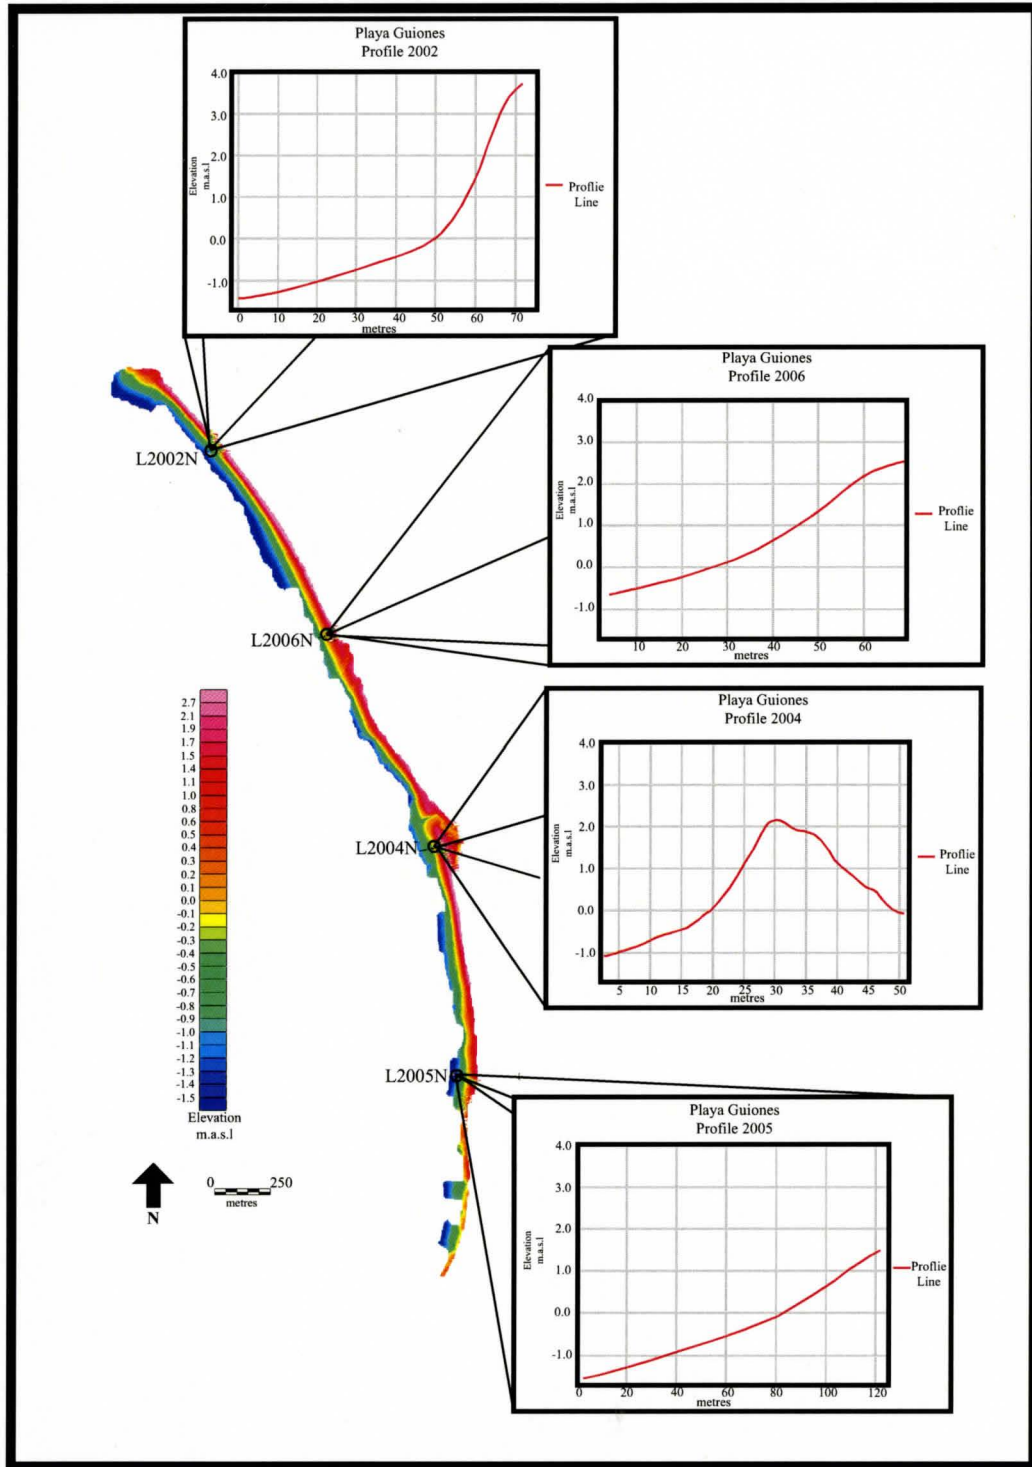 Playa Guiones
Profile 2002
4.0
3.0
2.0
1.0
0.0
-1.0
Elevation
m.a.s.l
0 10 20 30 40 50 60 70
metres
Proflie
Line
L2002N
Playa Guiones
Profile 2006
4.0
3.0
2.0
1.0
0.0
-1.0
Elevation
m.a.s.l
10 20 30 40 50 60
metres
Proflie
Line
L2006N
Playa Guiones
Profile 2004
4.0
3.0
2.0
1.0
0.0
-1.0
Elevation
m.a.s.l
5 10 15 20 25 30 35 40 45 50
metres
Proflie
Line
L2004N
2.7
2.1
1.9
1.7
1.5
1.4
1.1
1.0
0.8
0.6
0.5
0.4
0.3
0.2
0.1
0.0
-0.1
-0.2
-0.3
-0.4
-0.5
-0.6
-0.7
-0.8
-0.9
-1.0
-1.1
-1.2
-1.3
-1.4
-1.5
Elevation
m.a.s.l
L2005N
Playa Guiones
Profile 2005
4.0
3.0
2.0
1.0
0.0
-1.0
Elevation
m.a.s.l
0 20 40 60 80 100 120
metres
Proflie
Line
N
0 250
metres